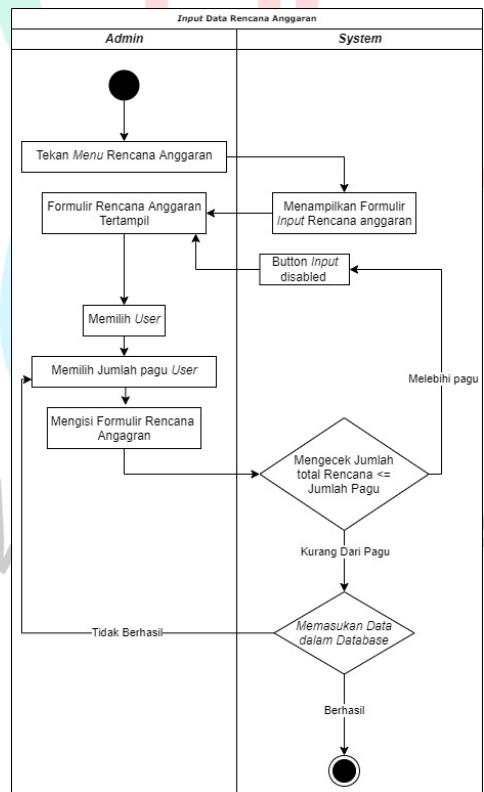 Input Data Rencana Anggaran
Admin
System
Tekan Menu Rencana Anggaran
Formulir Rencana Anggaran
Tertampil
Menampilkan Formulir
Input Rencana anggaran
Button Input
disabled
Memilih User
Memilih Jumlah pagu User
Melebihi pagu
Mengisi Formulir Rencana
Angagran
Mengecek Jumlah
total Rencana <=
Jumlah Pagu
Kurang Dari Pagu
Tidak Berhasil
Memasukan Data
dalam Database
Berhasil